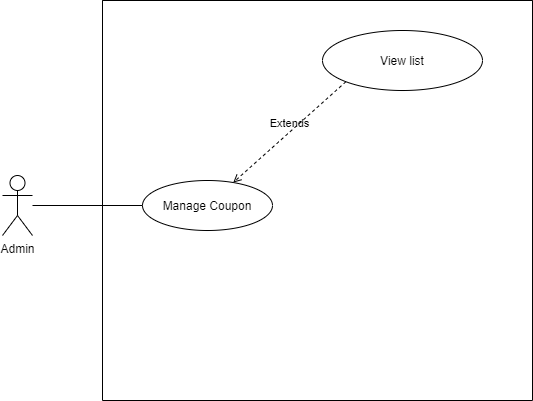 View list
Extends
Manage Coupon
Admin